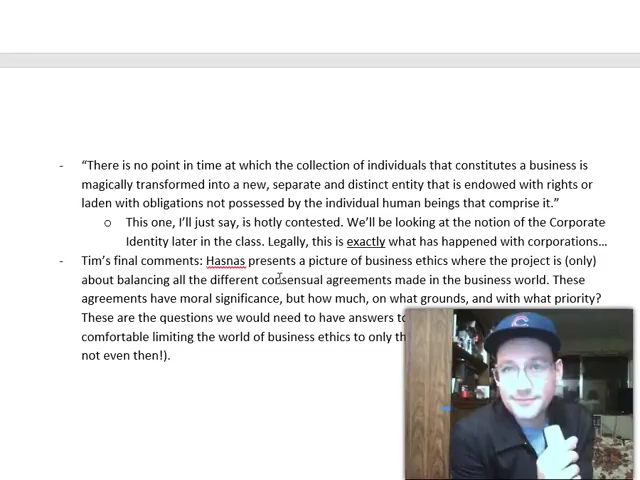 - “There is no point in time at which the collection of individuals that constitutes a business is
magically transformed into a new, separate and distinct entity that is endowed with rights or
laden with obligations not possessed by the individual human beings that comprise it.”
o This one, I’ll just say, is hotly contested. We’ll be looking at the notion of the Corporate
Identity later in the class. Legally, this is exactly what has happened with corporations…
- Tim’s final comments: Hasnas presents a picture of business ethics where the project is (only)
about balancing all the different consensual agreements made in the business world. These
agreements have moral significance, but how much, on what grounds, and with what priority?
These are the questions we would need to have answers to
comfortable limiting the world of business ethics to only
not even then!).
C